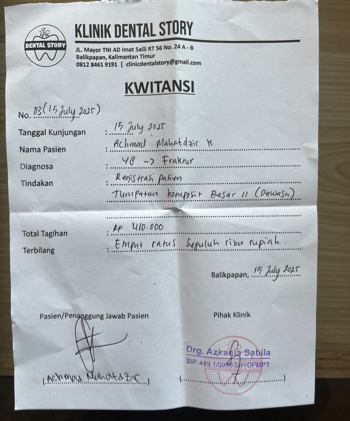 DENTAL STORY
KLINIK DENTAL STORY
JL. Mayor TNI AD Imat Saili RT 56 No. 24 A - B
Balikpapan, Kalimantan Timur
0812 8461 9191 | clinicdentalstory@gmail.com
KWITANSI
No. 03 (15 July 2025)
Tanggal Kunjungan : 15 July 2025
Nama Pasien : Achmad Mahatdzir K
Diagnosa : 48 -> Fraktur
Tindakan : Registrasi Pasien
Tumpatan komposit Besar II (Dewasa)
Total Tagihan : Rp 410.000
Terbilang : Empat ratus sepuluh ribu rupiah.
Balikpapan, 15 July 2025
Pasien/Penanggung Jawab Pasien
Pihak Klinik
Drg. Azkania Sabila
(Achmad Mahatdzir)